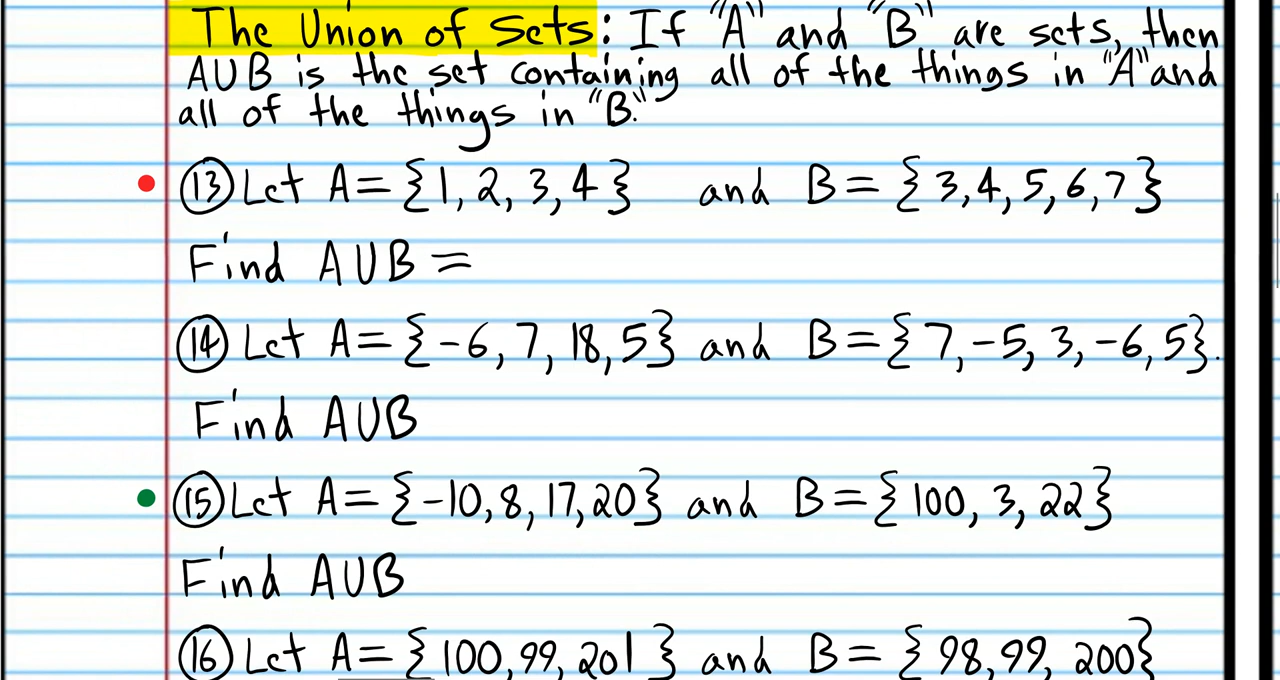 The Union of Sets: If "A" and "B" are sets, then
AUB is the set containing all of the things in "A" and
all of the things in "B."
⑬ Let A = {1, 2, 3, 4} and B = {3, 4, 5, 6, 7}
Find AUB =
⑭ Let A = {-6, 7, 18, 5} and B = {7, -5, 3, -6, 5}.
Find AUB
⑮ Let A = {-10, 8, 17, 20} and B = {100, 3, 22}
Find AUB
⑯ Let A = {100, 99, 201} and B = {98, 99, 200}